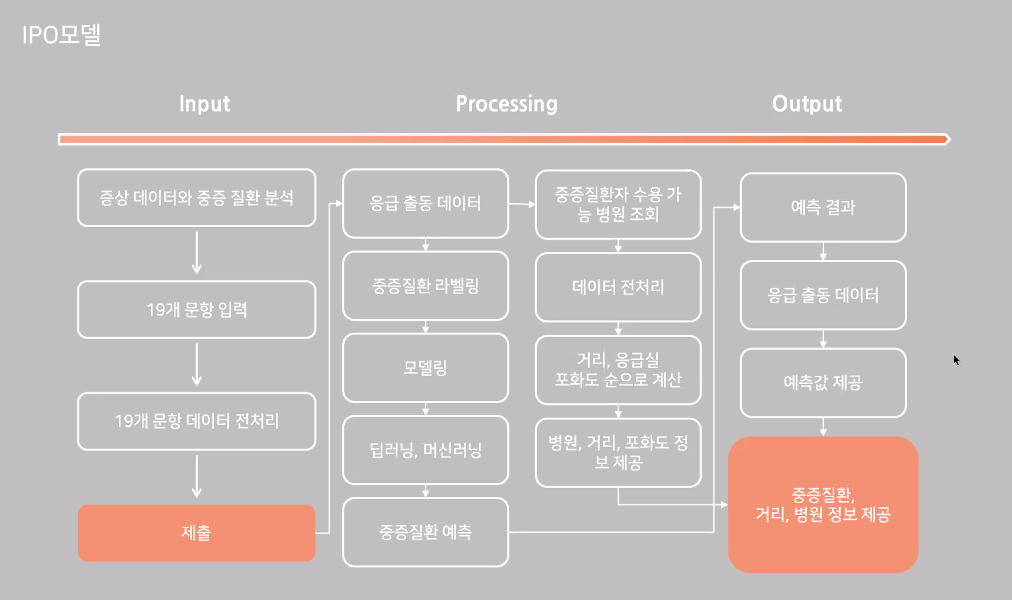 IPO모델
Input
Processing
Output
증상 데이터와 중증 질환 분석
19개 문항 입력
19개 문항 데이터 전처리
제출
응급 출동 데이터
중증질환 라벨링
모델링
딥러닝, 머신러닝
중증질환 예측
중증질환자 수용 가
능 병원 조회
데이터 전처리
거리, 응급실
포화도 순으로 계산
병원, 거리, 포화도 정
보 제공
예측 결과
응급 출동 데이터
예측값 제공
중증질환,
거리, 병원 정보 제공